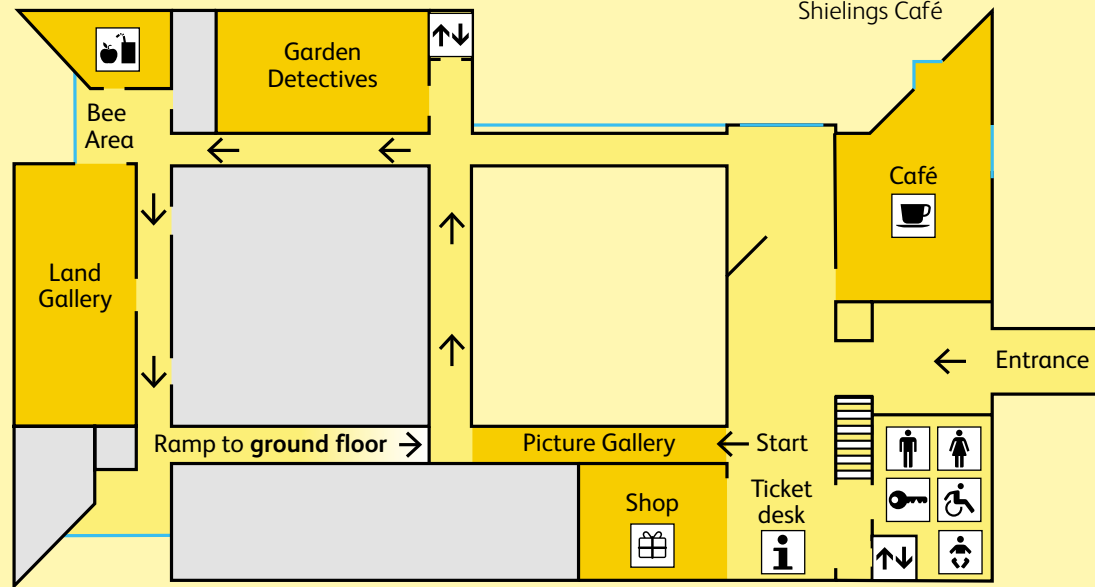 Shielings Café
Garden
Detectives
Bee
Area
Café
Land
Gallery
Entrance
Ramp to ground floor
Picture Gallery
Start
Shop
Ticket
desk